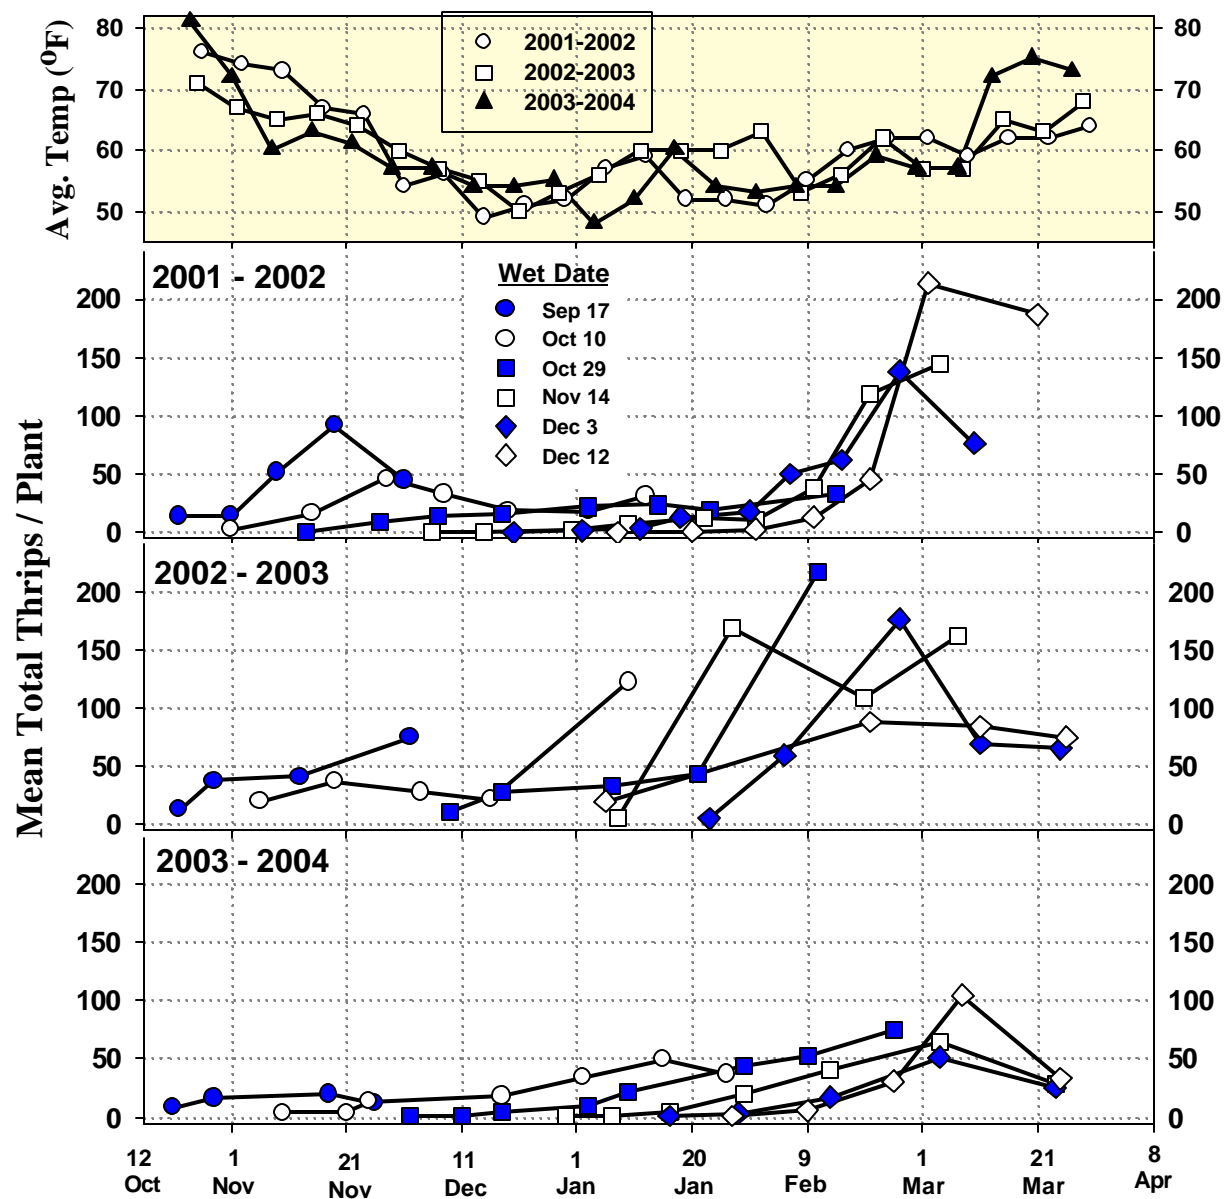 Avg. Temp (⁰F)
80
70
60
50
80
70
60
50
2001-2002
2002-2003
2003-2004
Mean Total Thrips / Plant
2001 - 2002
200
150
100
50
0
200
150
100
50
0
Wet Date
Sep 17
Oct 10
Oct 29
Nov 14
Dec 3
Dec 12
2002 - 2003
200
150
100
50
0
200
150
100
50
0
2003 - 2004
200
150
100
50
0
200
150
100
50
0
12 1 21 11 1 20 9 1 21 8
Oct Nov Nov Dec Jan Jan Feb Mar Mar Apr